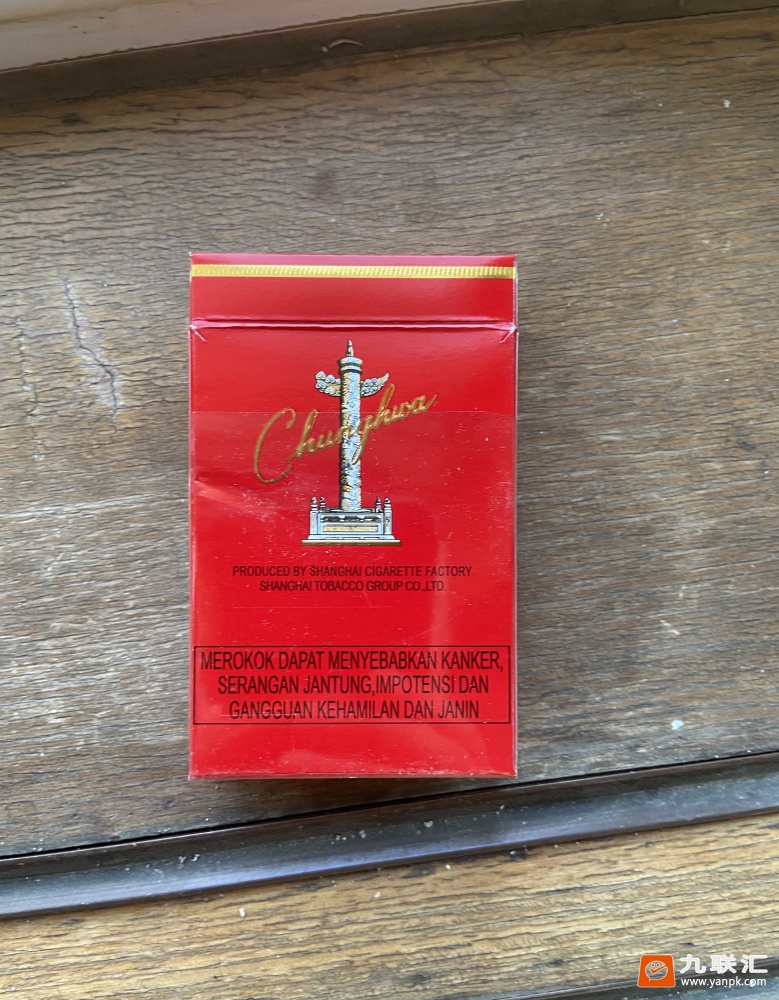 Chunghwa
PRODUCED BY SHANGHAI CIGARETTE FACTORY
SHANGHAI TOBACCO GROUP CO.,LTD.
MEROKOK DAPAT MENYEBABKAN KANKER,
SERANGAN JANTUNG,IMPOTENSI DAN
GANGGUAN KEHAMILAN DAN JANIN
九联汇
www.yanpk.com